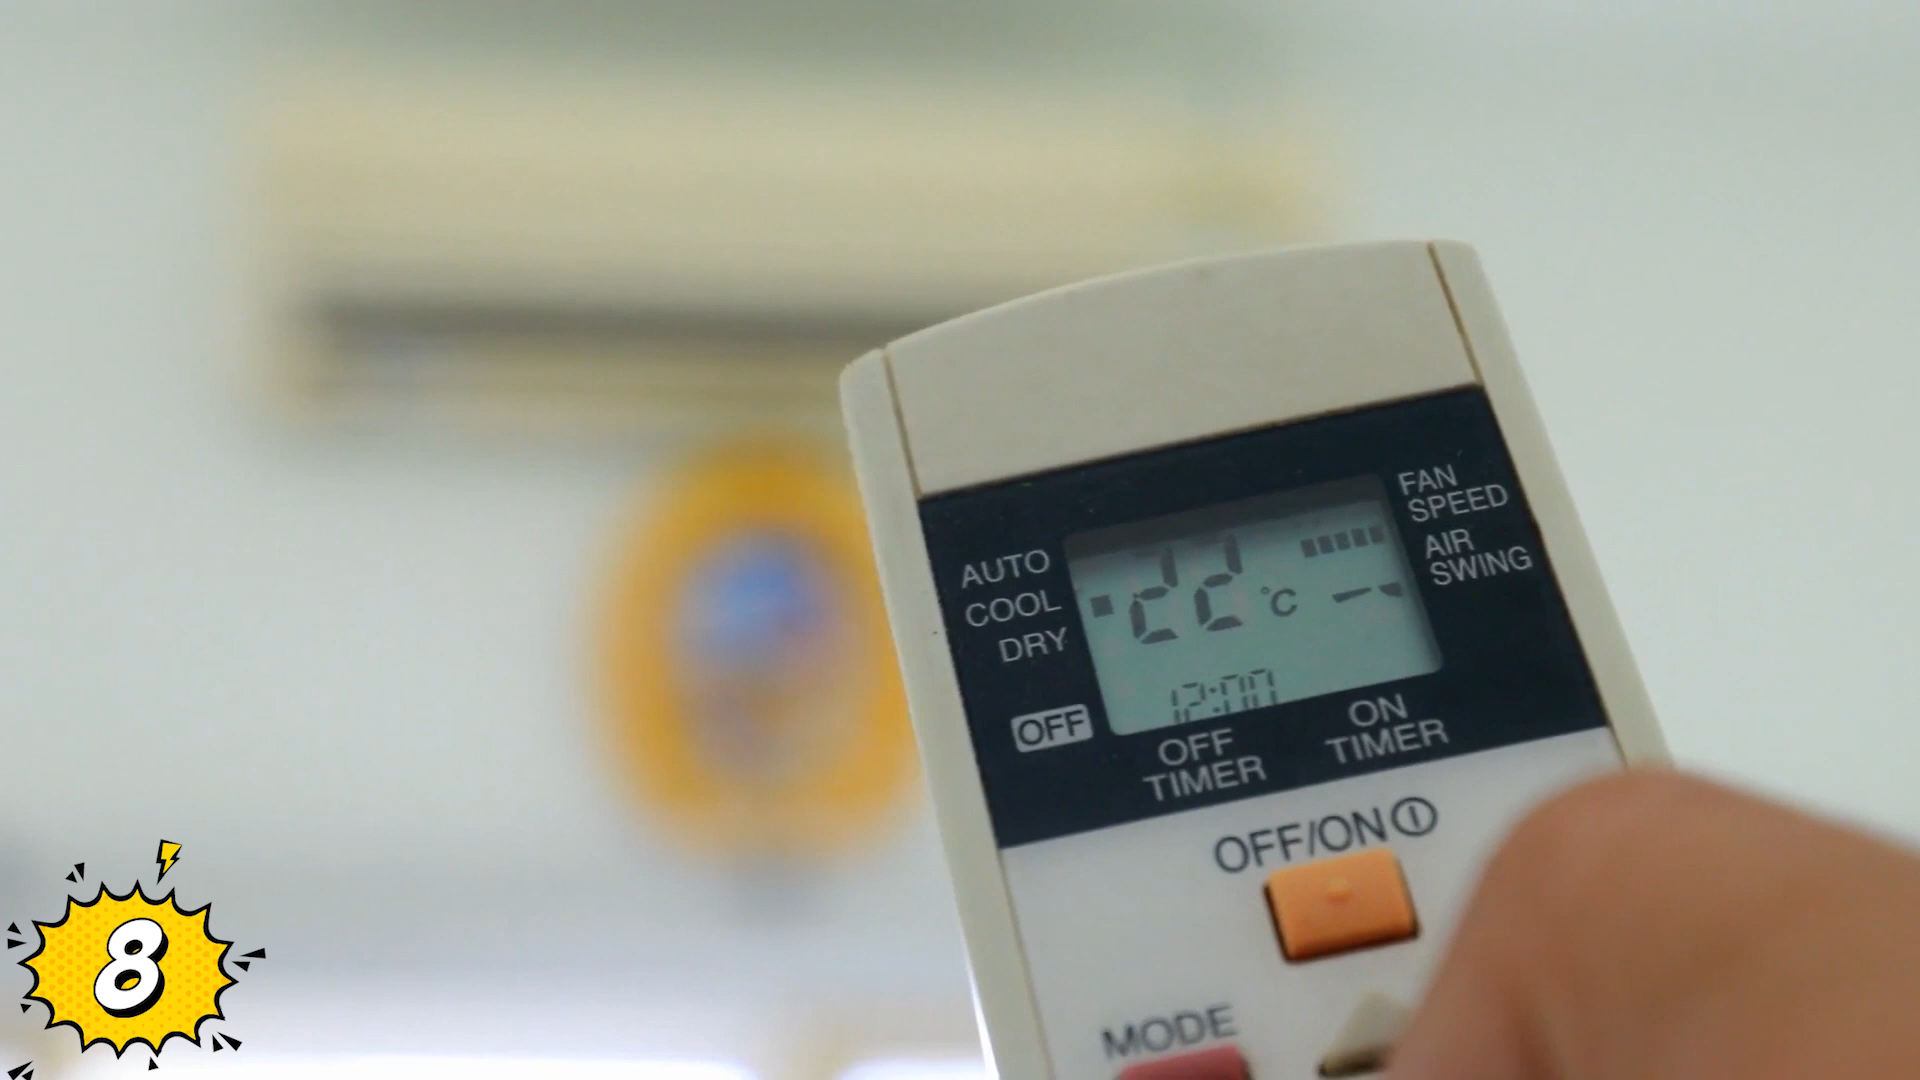 FAN
SPEED
AIR
SWING
AUTO
COOL
DRY
22 °C
12:00
OFF
OFF
TIMER
ON
TIMER
OFF/ON
MODE
8